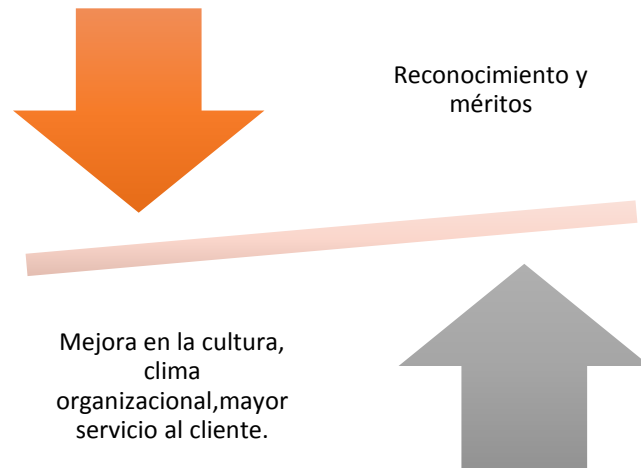 Reconocimiento y
méritos
Mejora en la cultura,
clima
organizacional,mayor
servicio al cliente.